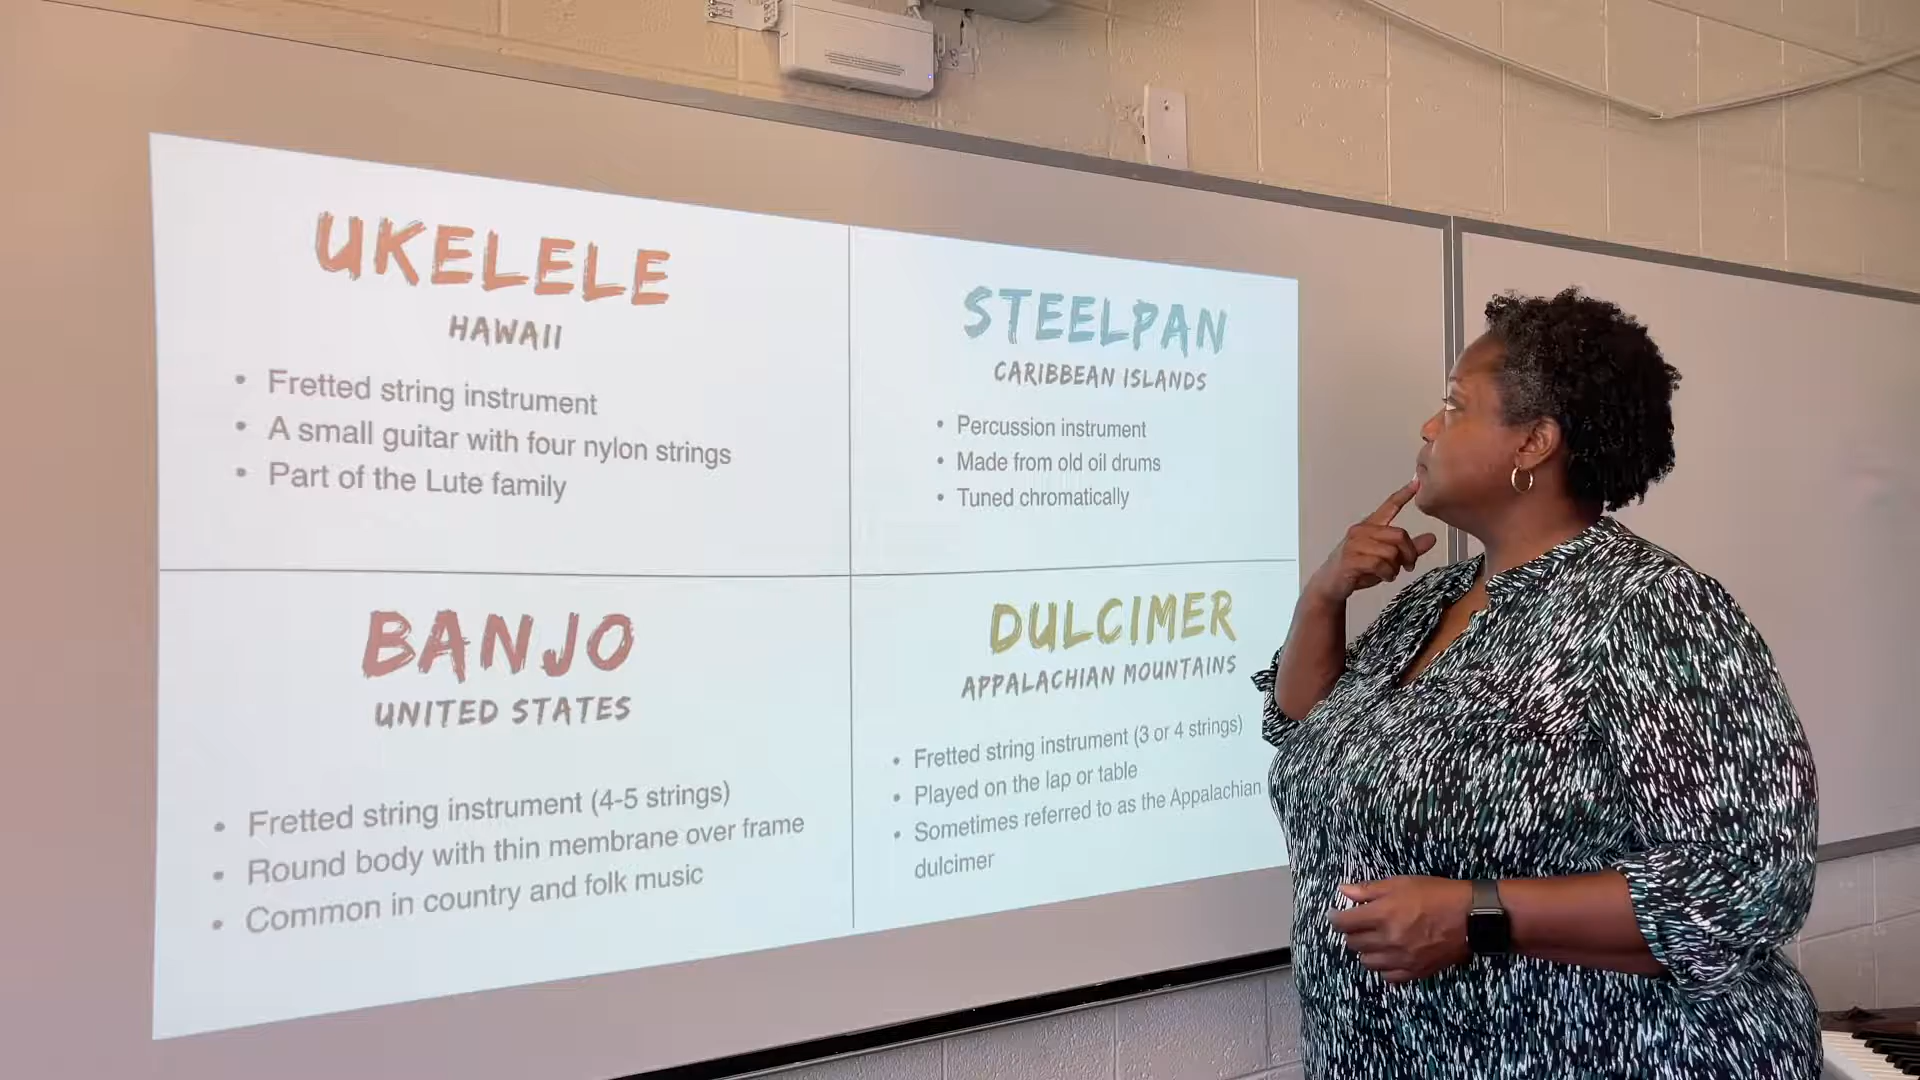 UKELELE
HAWAII
• Fretted string instrument
• A small guitar with four nylon strings
• Part of the Lute family
STEELPAN
CARIBBEAN ISLANDS
• Percussion instrument
• Made from old oil drums
• Tuned chromatically
BANJO
UNITED STATES
• Fretted string instrument (4-5 strings)
• Round body with thin membrane over frame
• Common in country and folk music
DULCIMER
APPALACHIAN MOUNTAINS
• Fretted string instrument (3 or 4 strings)
• Played on the lap or table
• Sometimes referred to as the Appalachian
dulcimer